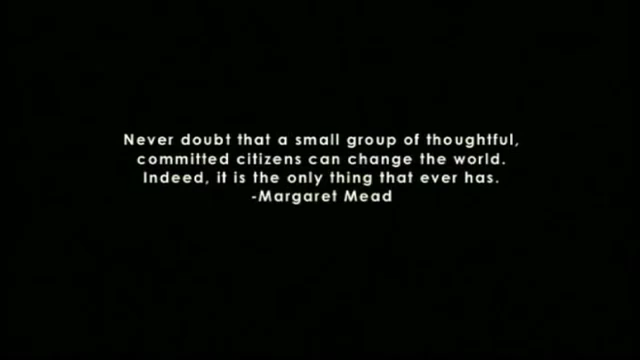 Never doubt that a small group of thoughtful,
committed citizens can change the world.
Indeed, it is the only thing that ever has.
-Margaret Mead